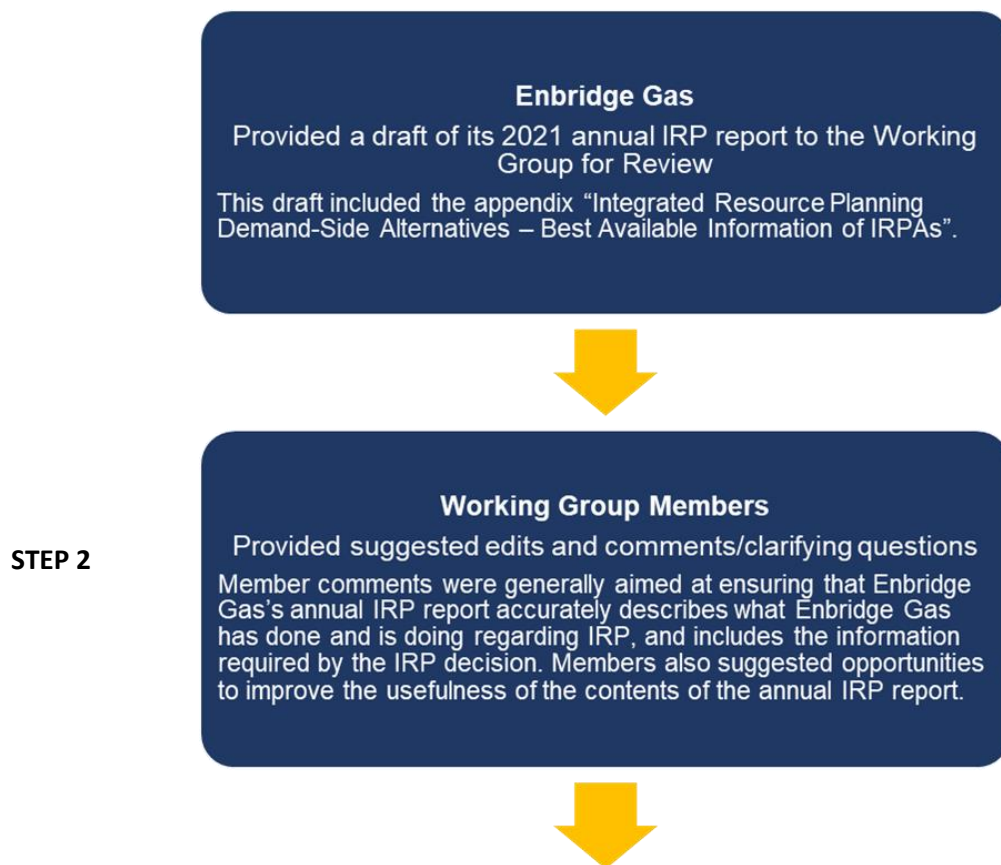 Enbridge Gas
Provided a draft of its 2021 annual IRP report to the Working
Group for Review
This draft included the appendix “Integrated Resource Planning
Demand-Side Alternatives – Best Available Information of IRPAs”.
STEP 2
Working Group Members
Provided suggested edits and comments/clarifying questions
Member comments were generally aimed at ensuring that Enbridge
Gas’s annual IRP report accurately describes what Enbridge Gas
has done and is doing regarding IRP, and includes the information
required by the IRP decision. Members also suggested opportunities
to improve the usefulness of the contents of the annual IRP report.